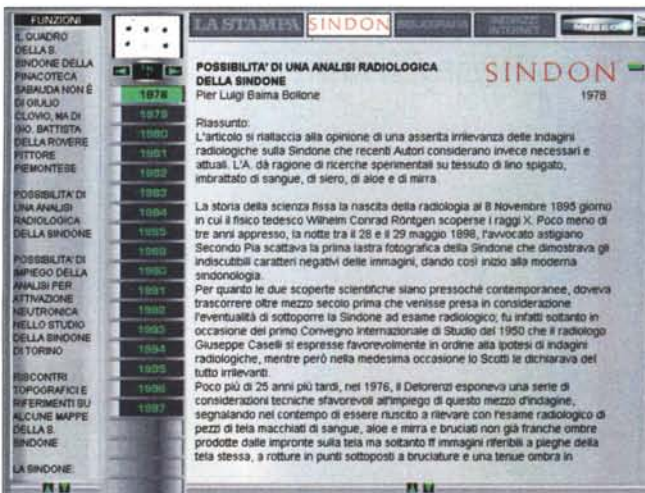 FUNZIONI
IL QUADRO
DELLA S.
SINDONE DELLA
PINACOTECA
SABAUDA NON È
DI GIULIO
CLOVIO, MA DI
GIO. BATTISTA
DELLA ROVERE
PITTORE
PIEMONTESE
POSSIBILITA' DI
UNA ANALISI
RADIOLOGICA
DELLA SINDONE
POSSIBILITA' DI
IMPIEGO DELLA
ANALISI PER
ATTIVAZIONE
NEUTRONICA
NELLO STUDIO
DELLA SINDONE
DI TORINO
RISCONTRI
TOPOGRAFICI E
RIFERIMENTI SU
ALCUNE MAPPE
DELLA S.
SINDONE
LA SINDONE:
1978
1979
1980
1981
1982
1983
1984
1985
1989
1990
1991
1992
1993
1994
1995
1996
1997
LA STAMPA
SINDON
BIBLIOGRAFIA
INTERNET
MUSEO
POSSIBILITA' DI UNA ANALISI RADIOLOGICA
DELLA SINDONE
SINDON
Pier Luigi Baima Bollone
1978
Riassunto:
L'articolo si riallaccia alla opinione di una asserita irrilevanza delle indagini
radiologiche sulla Sindone che recenti Autori considerano invece necessari e
attuali. L'A. dà ragione di ricerche sperimentali su tessuto di lino spigato,
imbrattato di sangue, di siero, di aloe e di mirra.
La storia della scienza fissa la nascita della radiologia al 8 Novembre 1895 giorno
in cui il fisico tedesco Wilhelm Conrad Röntgen scoperse i raggi X. Poco meno di
tre anni appresso, la notte tra il 28 e il 29 maggio 1898, l'avvocato astigiano
Secondo Pia scattava la prima lastra fotografica della Sindone che dimostrava gli
indiscutibili caratteri negativi delle immagini, dando così inizio alla moderna
sindonologia.
Per quanto le due scoperte scientifiche siano pressoché contemporanee, doveva
trascorrere oltre mezzo secolo prima che venisse presa in considerazione
l'eventualità di sottoporre la Sindone ad esame radiologico; fu infatti soltanto in
occasione del primo Convegno Internazionale di Studio del 1950 che il radiologo
Giuseppe Caselli si espresse favorevolmente in ordine alla ipotesi di indagini
radiologiche, mentre però nella medesima occasione lo Scotti le dichiarava del
tutto irrilevanti.
Poco più di 25 anni più tardi, nel 1976, il Delorenzi esponeva una serie di
considerazioni tecniche sfavorevoli all'impiego di questo mezzo d'indagine,
segnalando nel contempo di essere riuscito a rilevare con l'esame radiologico di
pezzi di tela macchiati di sangue, aloe e mirra e bruciati non già franche ombre
prodotte dalle impronte sulla tela ma soltanto ff immagini riferibili a pieghe della
tela stessa, a rotture in punti sottoposti a bruciature e una tenue ombra in